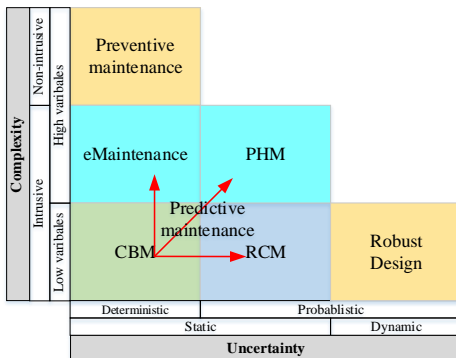 Complexity
Non-intrusive
Intrusive
High varibales
Low varibales
Preventive
maintenance
eMaintenance
PHM
Predictive
maintenance
CBM
RCM
Robust
Design
Deterministic
Probablistic
Static
Dynamic
Uncertainty